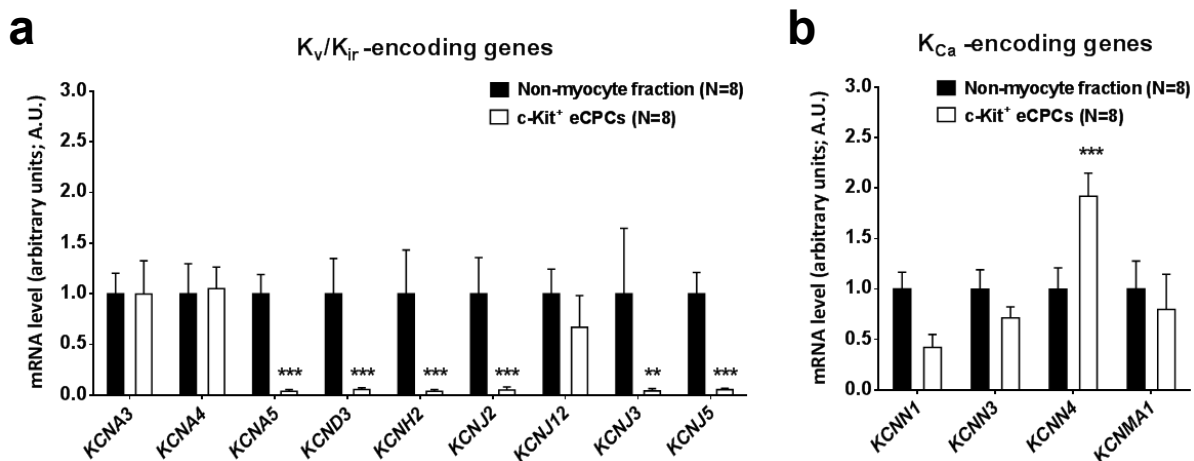 a
Kv/Kir -encoding genes
Non-myocyte fraction (N=8)
c-Kit+ eCPCs (N=8)
mRNA level (arbitrary units; A.U.)
3.0
2.5
2.0
1.5
1.0
0.5
0.0
***
***
***
***
**
***
KCNA3
KCNA4
KCNA5
KCND3
KCNH2
KCNJ2
KCNJ12
KCNJ3
KCNJ5
b
KCa -encoding genes
Non-myocyte fraction (N=8)
c-Kit+ eCPCs (N=8)
mRNA level (arbitrary units; A.U.)
3.0
2.5
2.0
1.5
1.0
0.5
0.0
***
KCNN1
KCNN3
KCNN4
KCNMA1